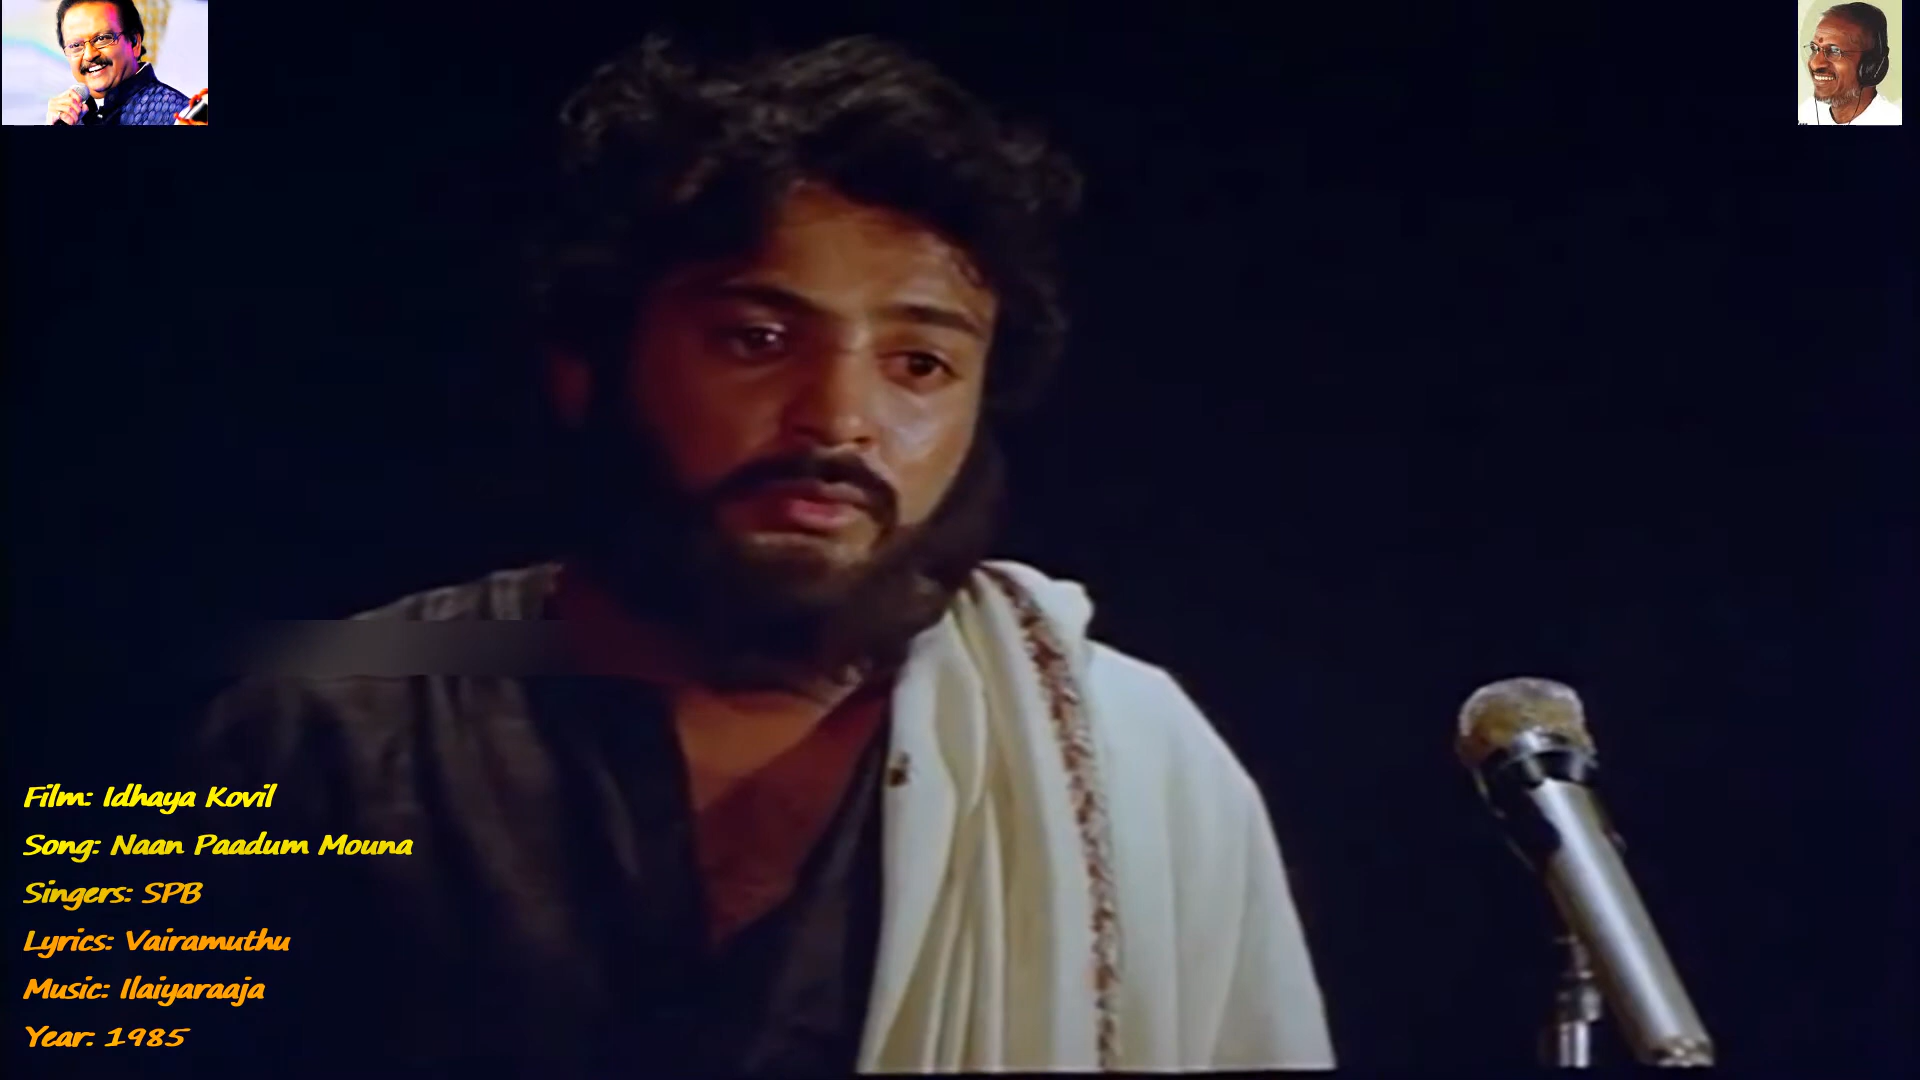 Film: Idhaya Kovil
Song: Naan Paadum Mouna
Singers: SPB
Lyrics: Vairamuthu
Music: Ilaiyaraaja
Year: 1985